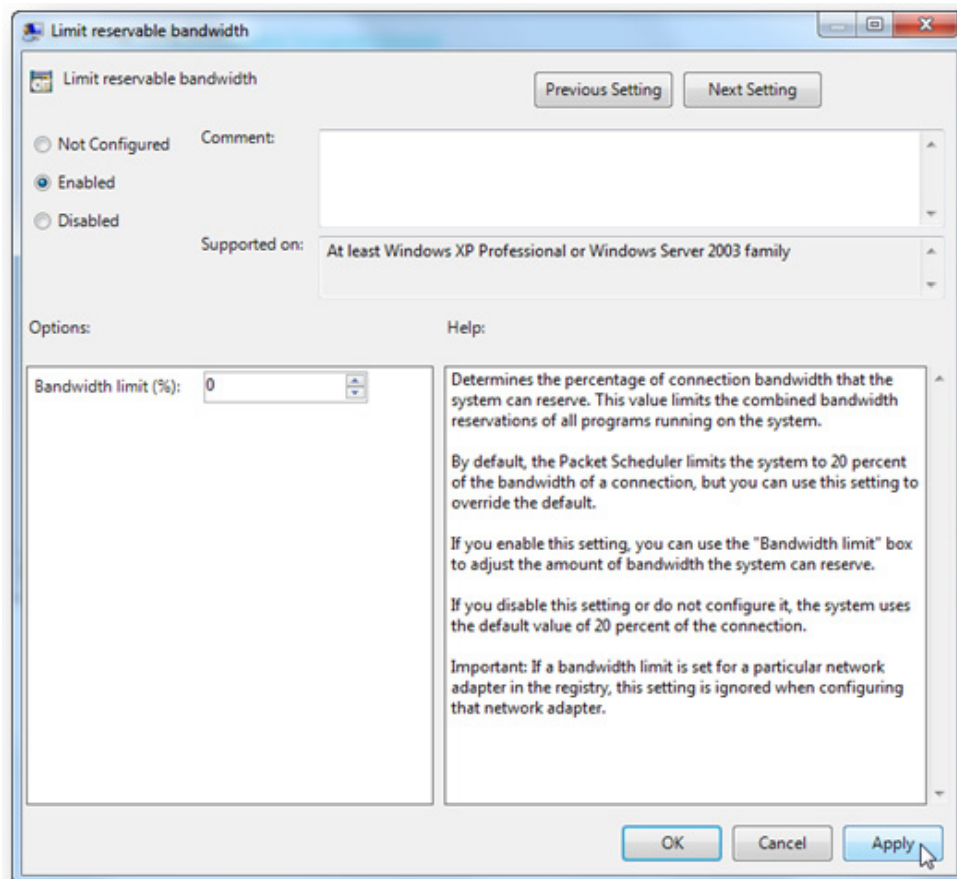 Limit reservable bandwidth
Limit reservable bandwidth
Previous Setting
Next Setting
Not Configured
Enabled
Disabled
Comment:
Supported on:
At least Windows XP Professional or Windows Server 2003 family
Options:
Help:
Bandwidth limit (%):
0
Determines the percentage of connection bandwidth that the
system can reserve. This value limits the combined bandwidth
reservations of all programs running on the system.
By default, the Packet Scheduler limits the system to 20 percent
of the bandwidth of a connection, but you can use this setting to
override the default.
If you enable this setting, you can use the "Bandwidth limit" box
to adjust the amount of bandwidth the system can reserve.
If you disable this setting or do not configure it, the system uses
the default value of 20 percent of the connection.
Important: If a bandwidth limit is set for a particular network
adapter in the registry, this setting is ignored when configuring
that network adapter.
OK
Cancel
Apply